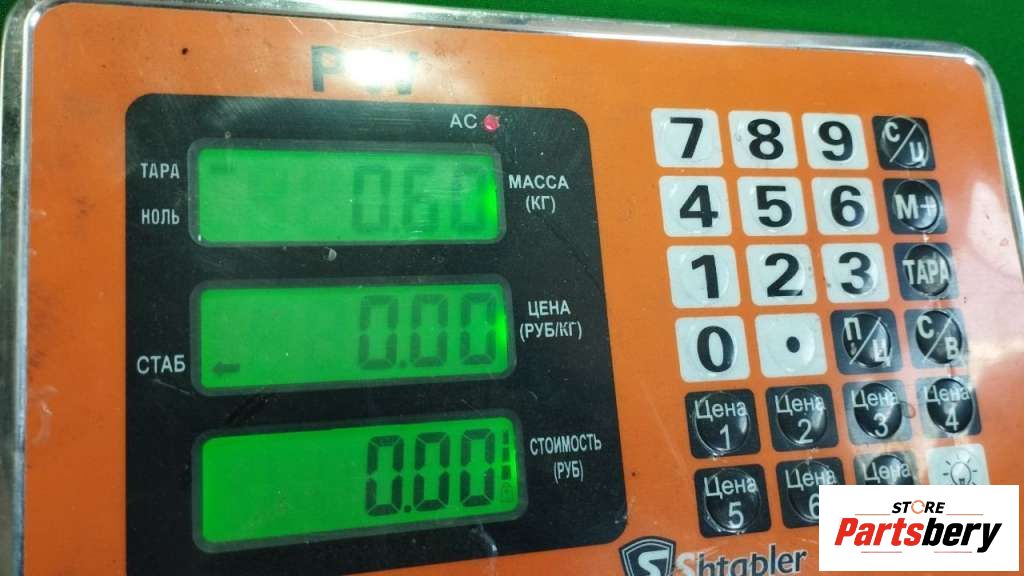 AC
ТАРА
НОЛЬ
0.60
МАССА
(КГ)
0.00
ЦЕНА
(РУБ/КГ)
СТАБ
0.00
СТОИМОСТЬ
(РУБ)
7 8 9 С/Ц
4 5 6 М+
1 2 3 ТАРА
0 . П/Ц С/В
Цена 1 Цена 2 Цена 3 Цена 4
Цена 5 Цена 6 Цена
Shtabler
STORE
Partsbery